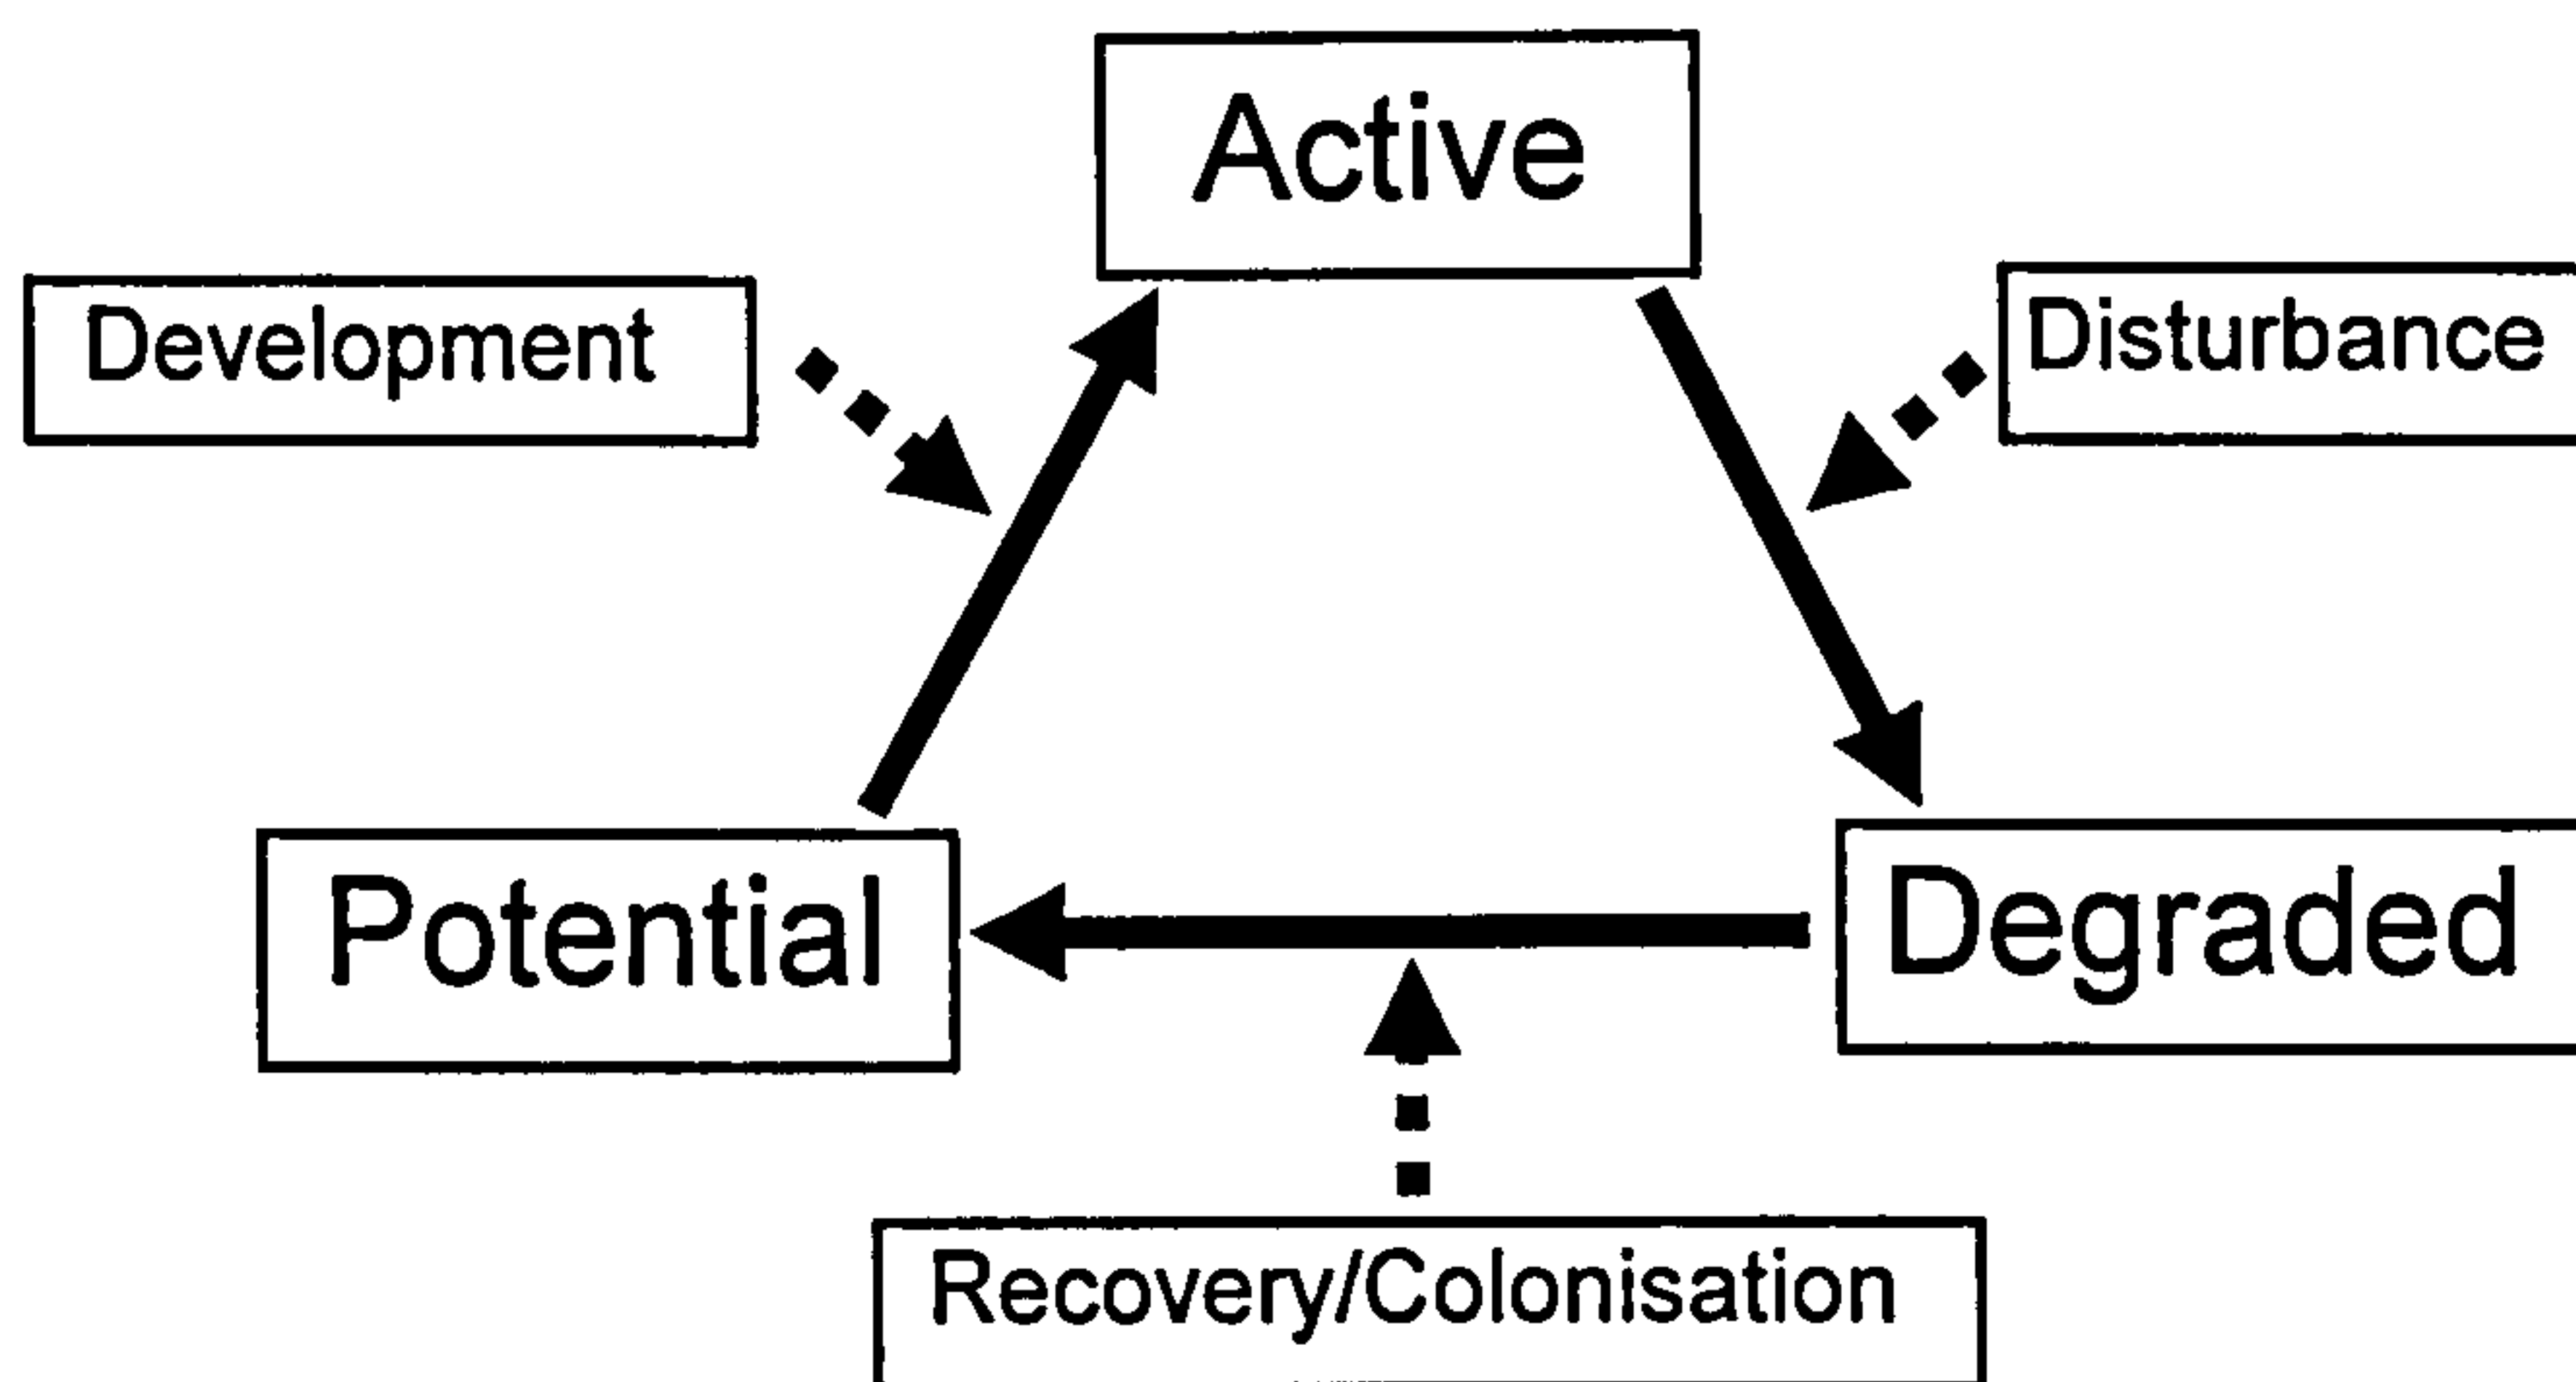 Active
Development
Disturbance
Potential
Degraded
Recovery/Colonisation